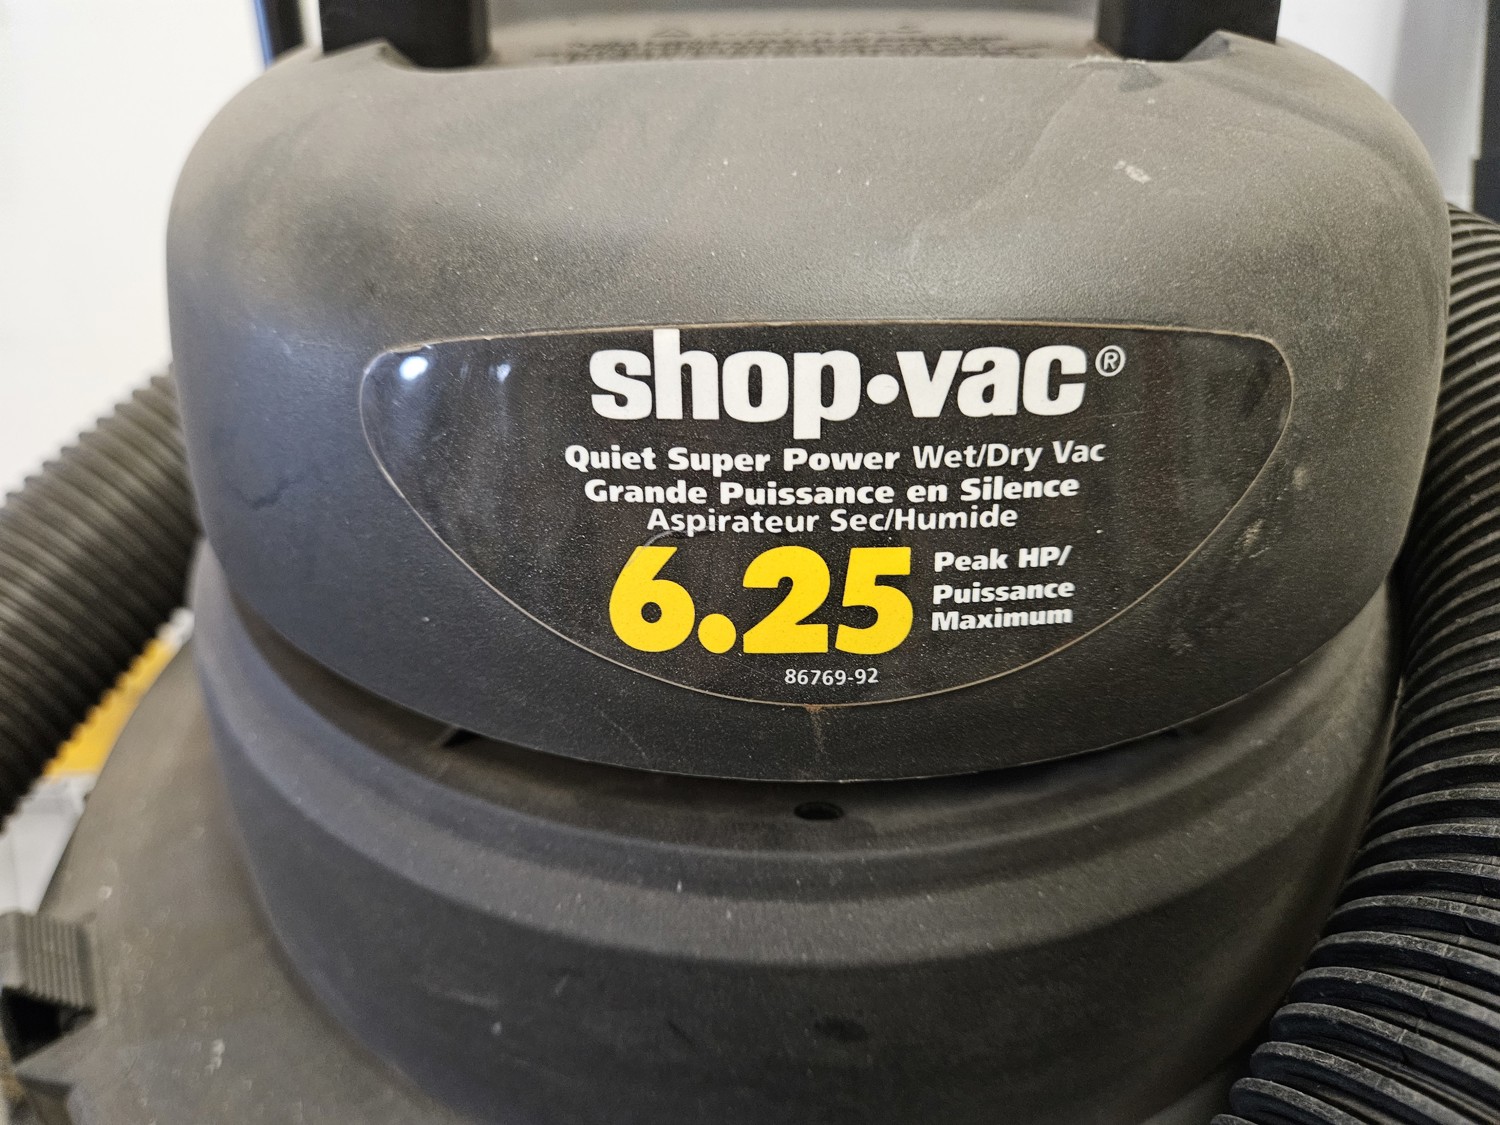 shop·vac®
Quiet Super Power Wet/Dry Vac
Grande Puissance en Silence
Aspirateur Sec/Humide
6.25 Peak HP/
Puissance
Maximum
86769-92